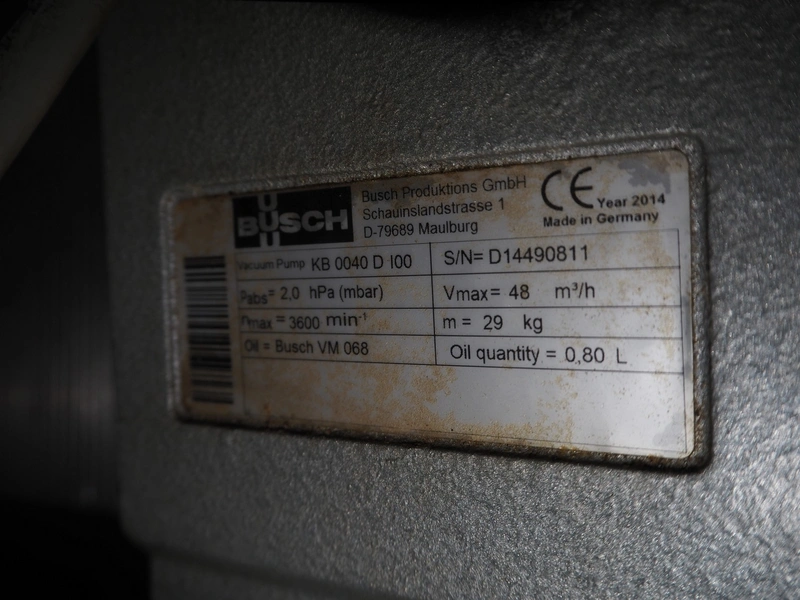 BUSCH
Busch Produktions GmbH
Schauinslandstrasse 1
D-79689 Maulburg
CE Year 2014
Made in Germany
Vacuum Pump KB 0040 D I00
S/N= D14490811
Pabs= 2,0 hPa (mbar)
Vmax= 48 m³/h
nmax = 3600 min⁻¹
m = 29 kg
Oil = Busch VM 068
Oil quantity = 0,80 L